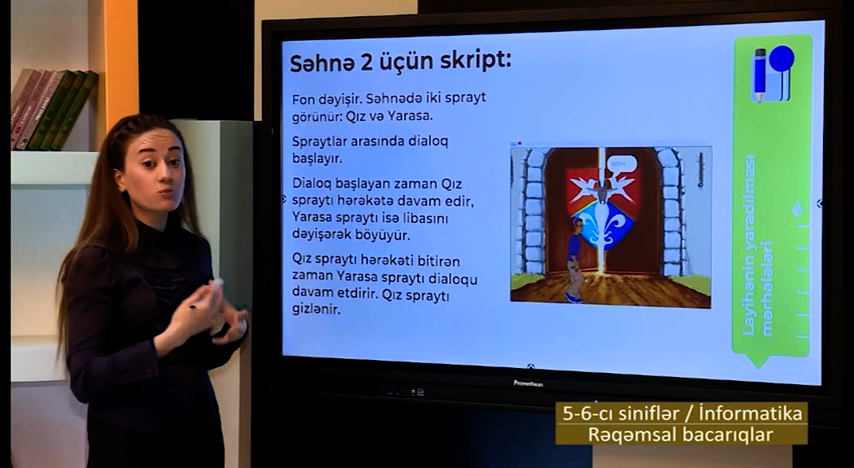 Səhnə 2 üçün skript:
Fon dəyişir. Səhnədə iki sprayt
görünür: Qız və Yarasa.
Spraytlar arasında dialoq
başlayır.
Dialoq başlayan zaman Qız
spraytı hərəkətə davam edir,
Yarasa spraytı isə libasını
dəyişərək böyüyür.
Qız spraytı hərəkəti bitirən
zaman Yarasa spraytı dialoqu
davam etdirir. Qız spraytı
gizlənir.
Layihənin yaradılması
mərhələləri
Promethean
5-6-cı siniflər / İnformatika
Rəqəmsal bacarıqlar